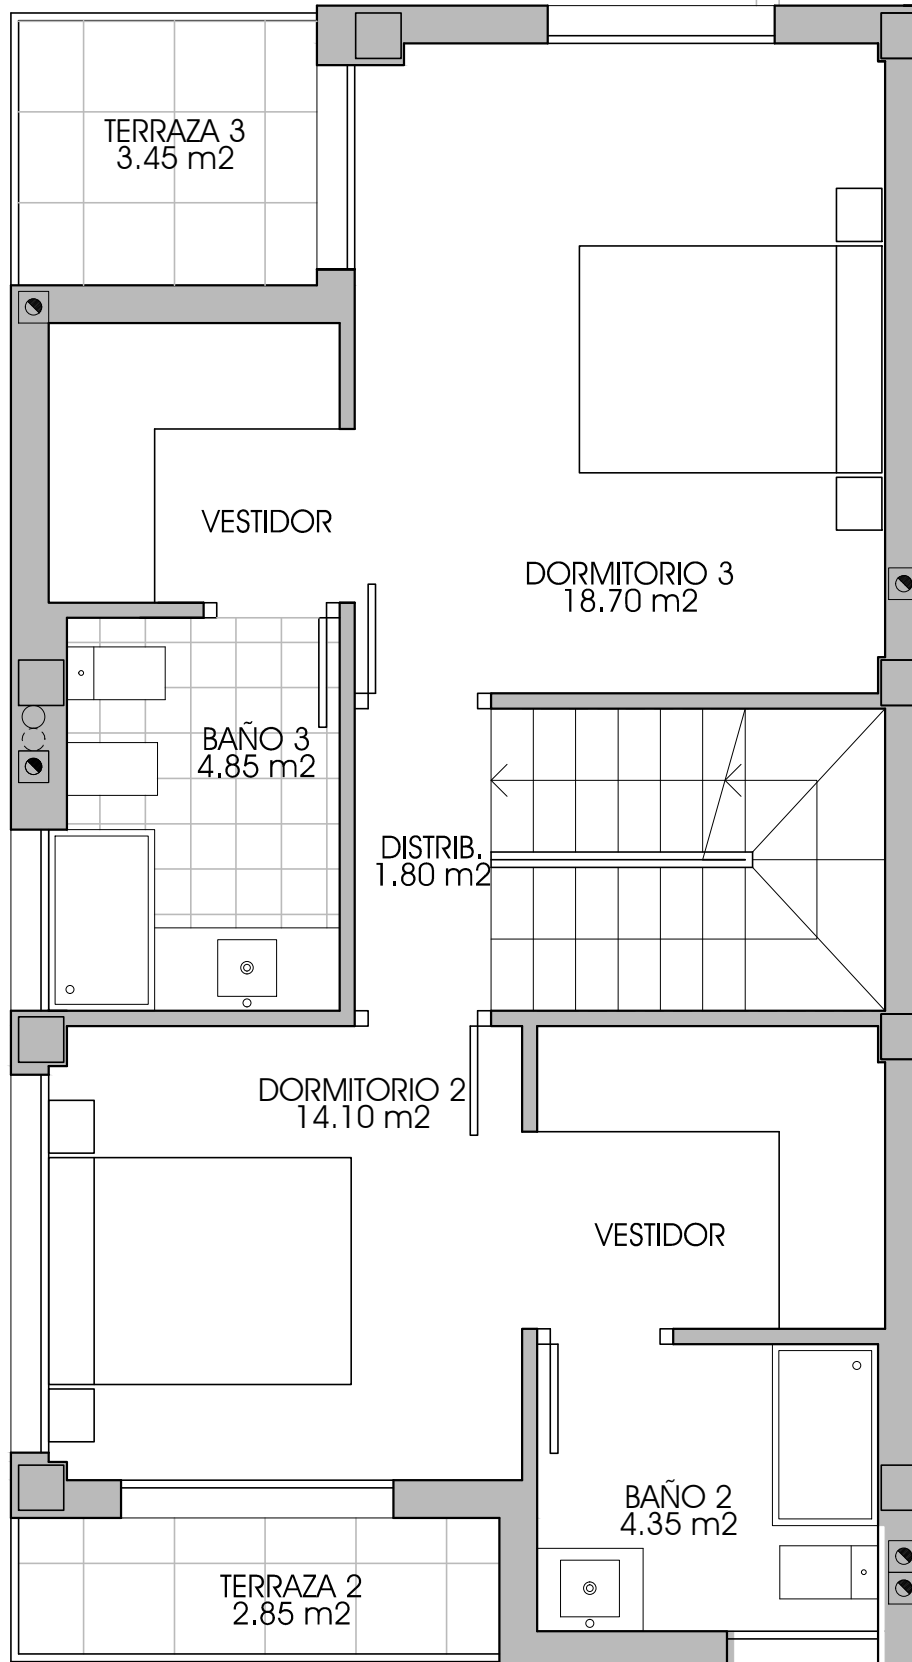 TERRAZA 3
3.45 m2
VESTIDOR
DORMITORIO 3
18.70 m2
BAÑO 3
4.85 m2
DISTRIB.
1.80 m2
DORMITORIO 2
14.10 m2
VESTIDOR
BAÑO 2
4.35 m2
TERRAZA 2
2.85 m2